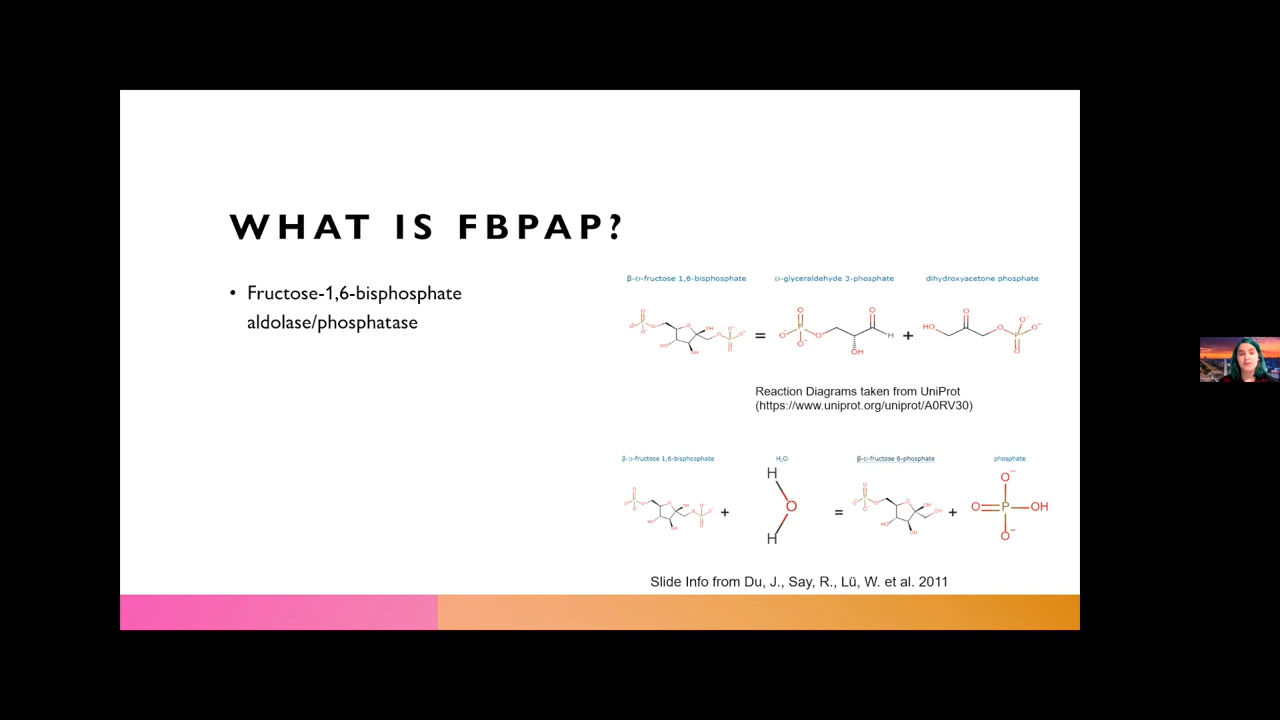 WHAT IS FBPAP?
• Fructose-1,6-bisphosphate
aldolase/phosphatase
β-D-fructose 1,6-bisphosphate D-glyceraldehyde 3-phosphate dihydroxyacetone phosphate
=
+
Reaction Diagrams taken from UniProt
(https://www.uniprot.org/uniprot/A0RV30)
β-D-fructose 1,6-bisphosphate H₂O β-D-fructose 6-phosphate phosphate
H
O
H
+
=
+
O⁻
O=P-OH
O⁻
Slide Info from Du, J., Say, R., Lü, W. et al. 2011